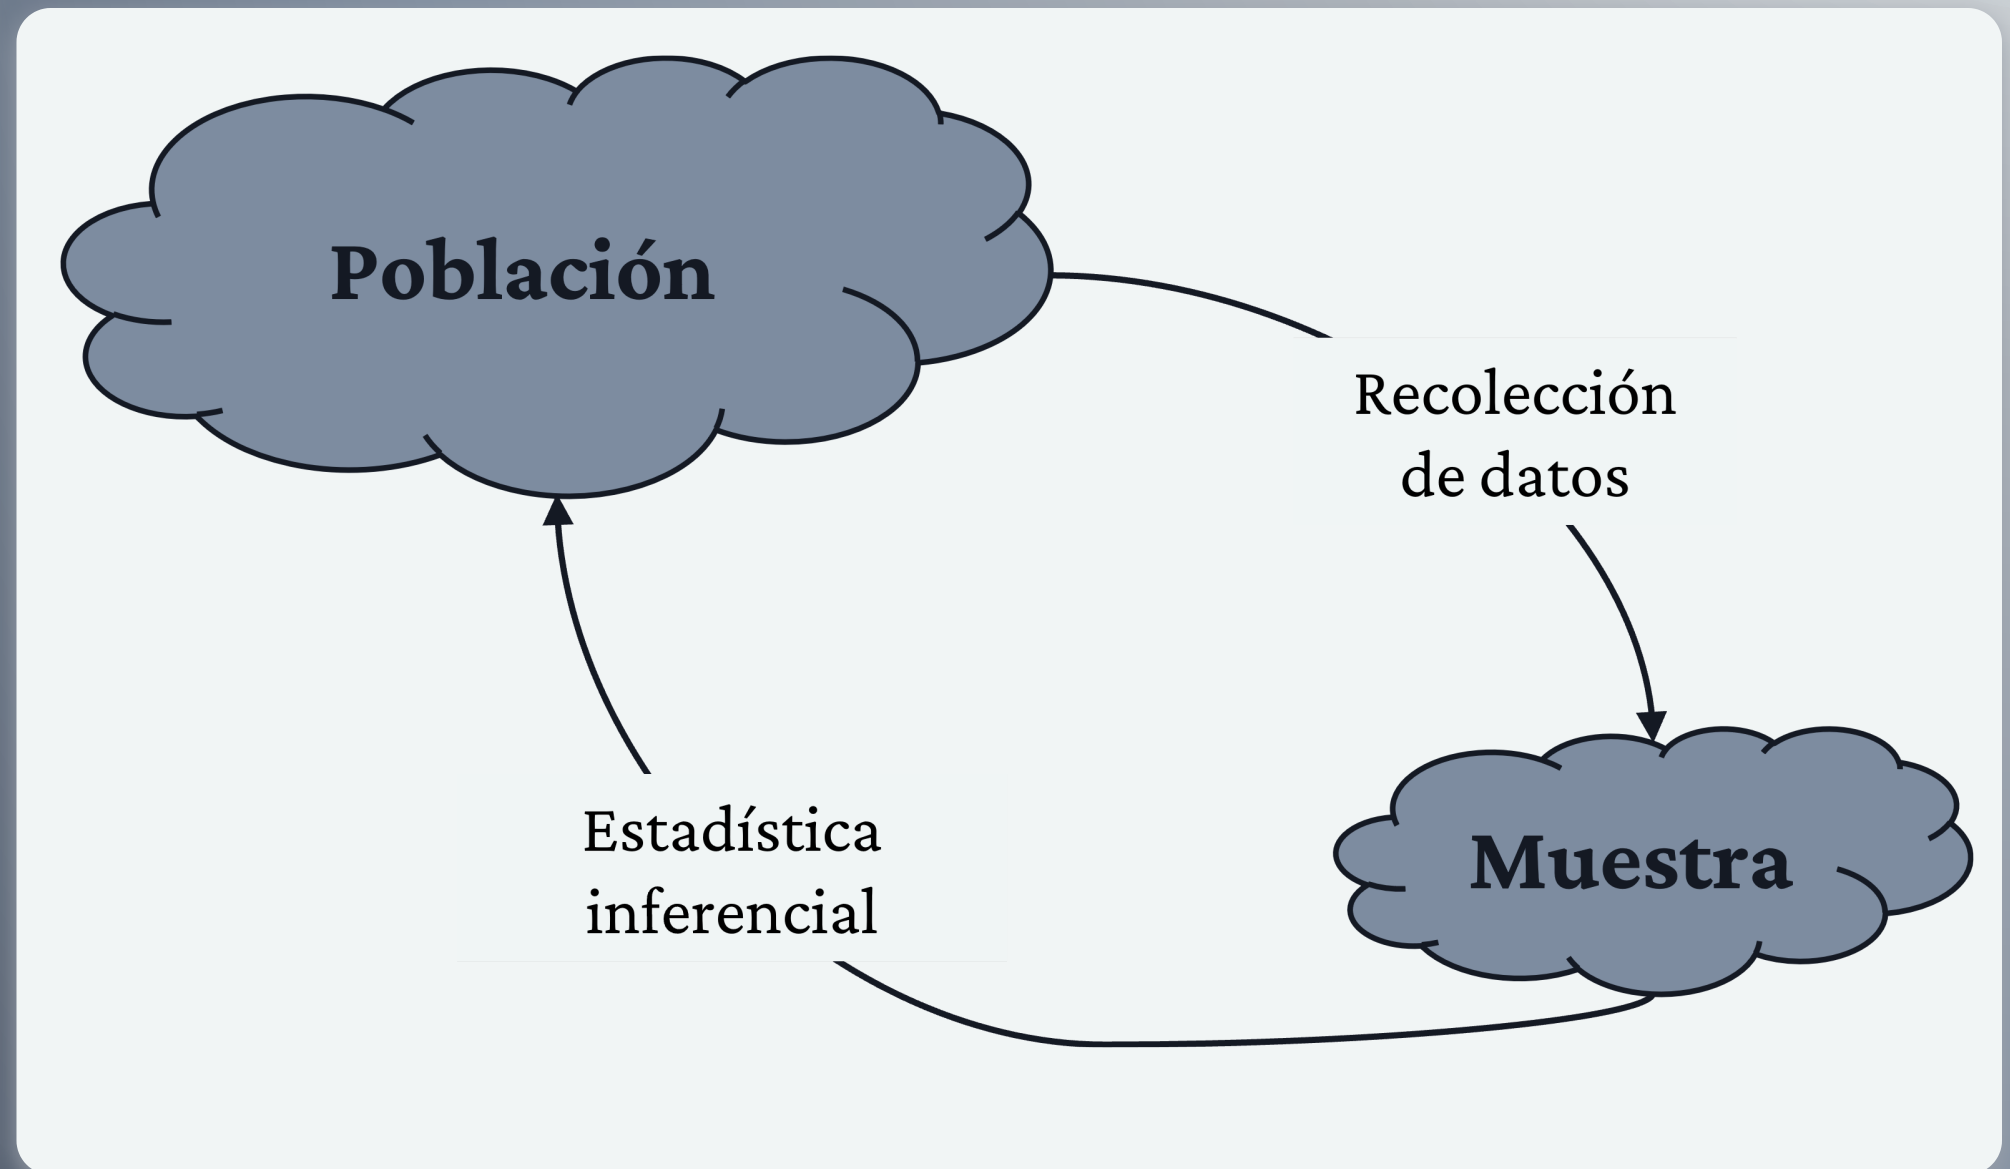 Población
Recolección
de datos
Estadística
inferencial
Muestra